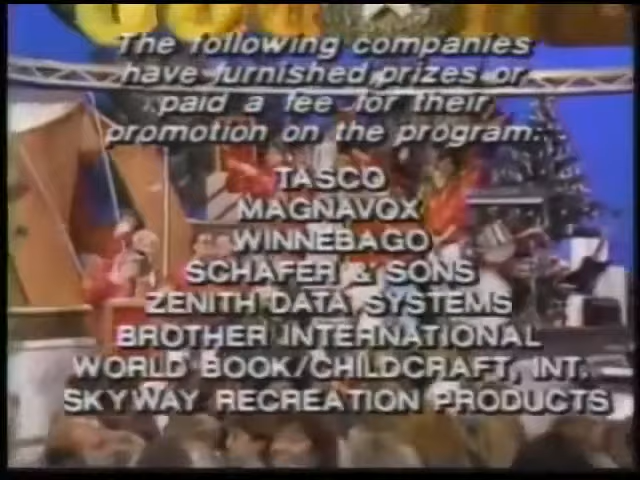 The following companies
have furnished prizes or
paid a fee for their
promotion on the program:
TASCO
MAGNAVOX
WINNEBAGO
SCHAFER & SONS
ZENITH DATA SYSTEMS
BROTHER INTERNATIONAL
WORLD BOOK/CHILDCRAFT, INT.
SKYWAY RECREATION PRODUCTS